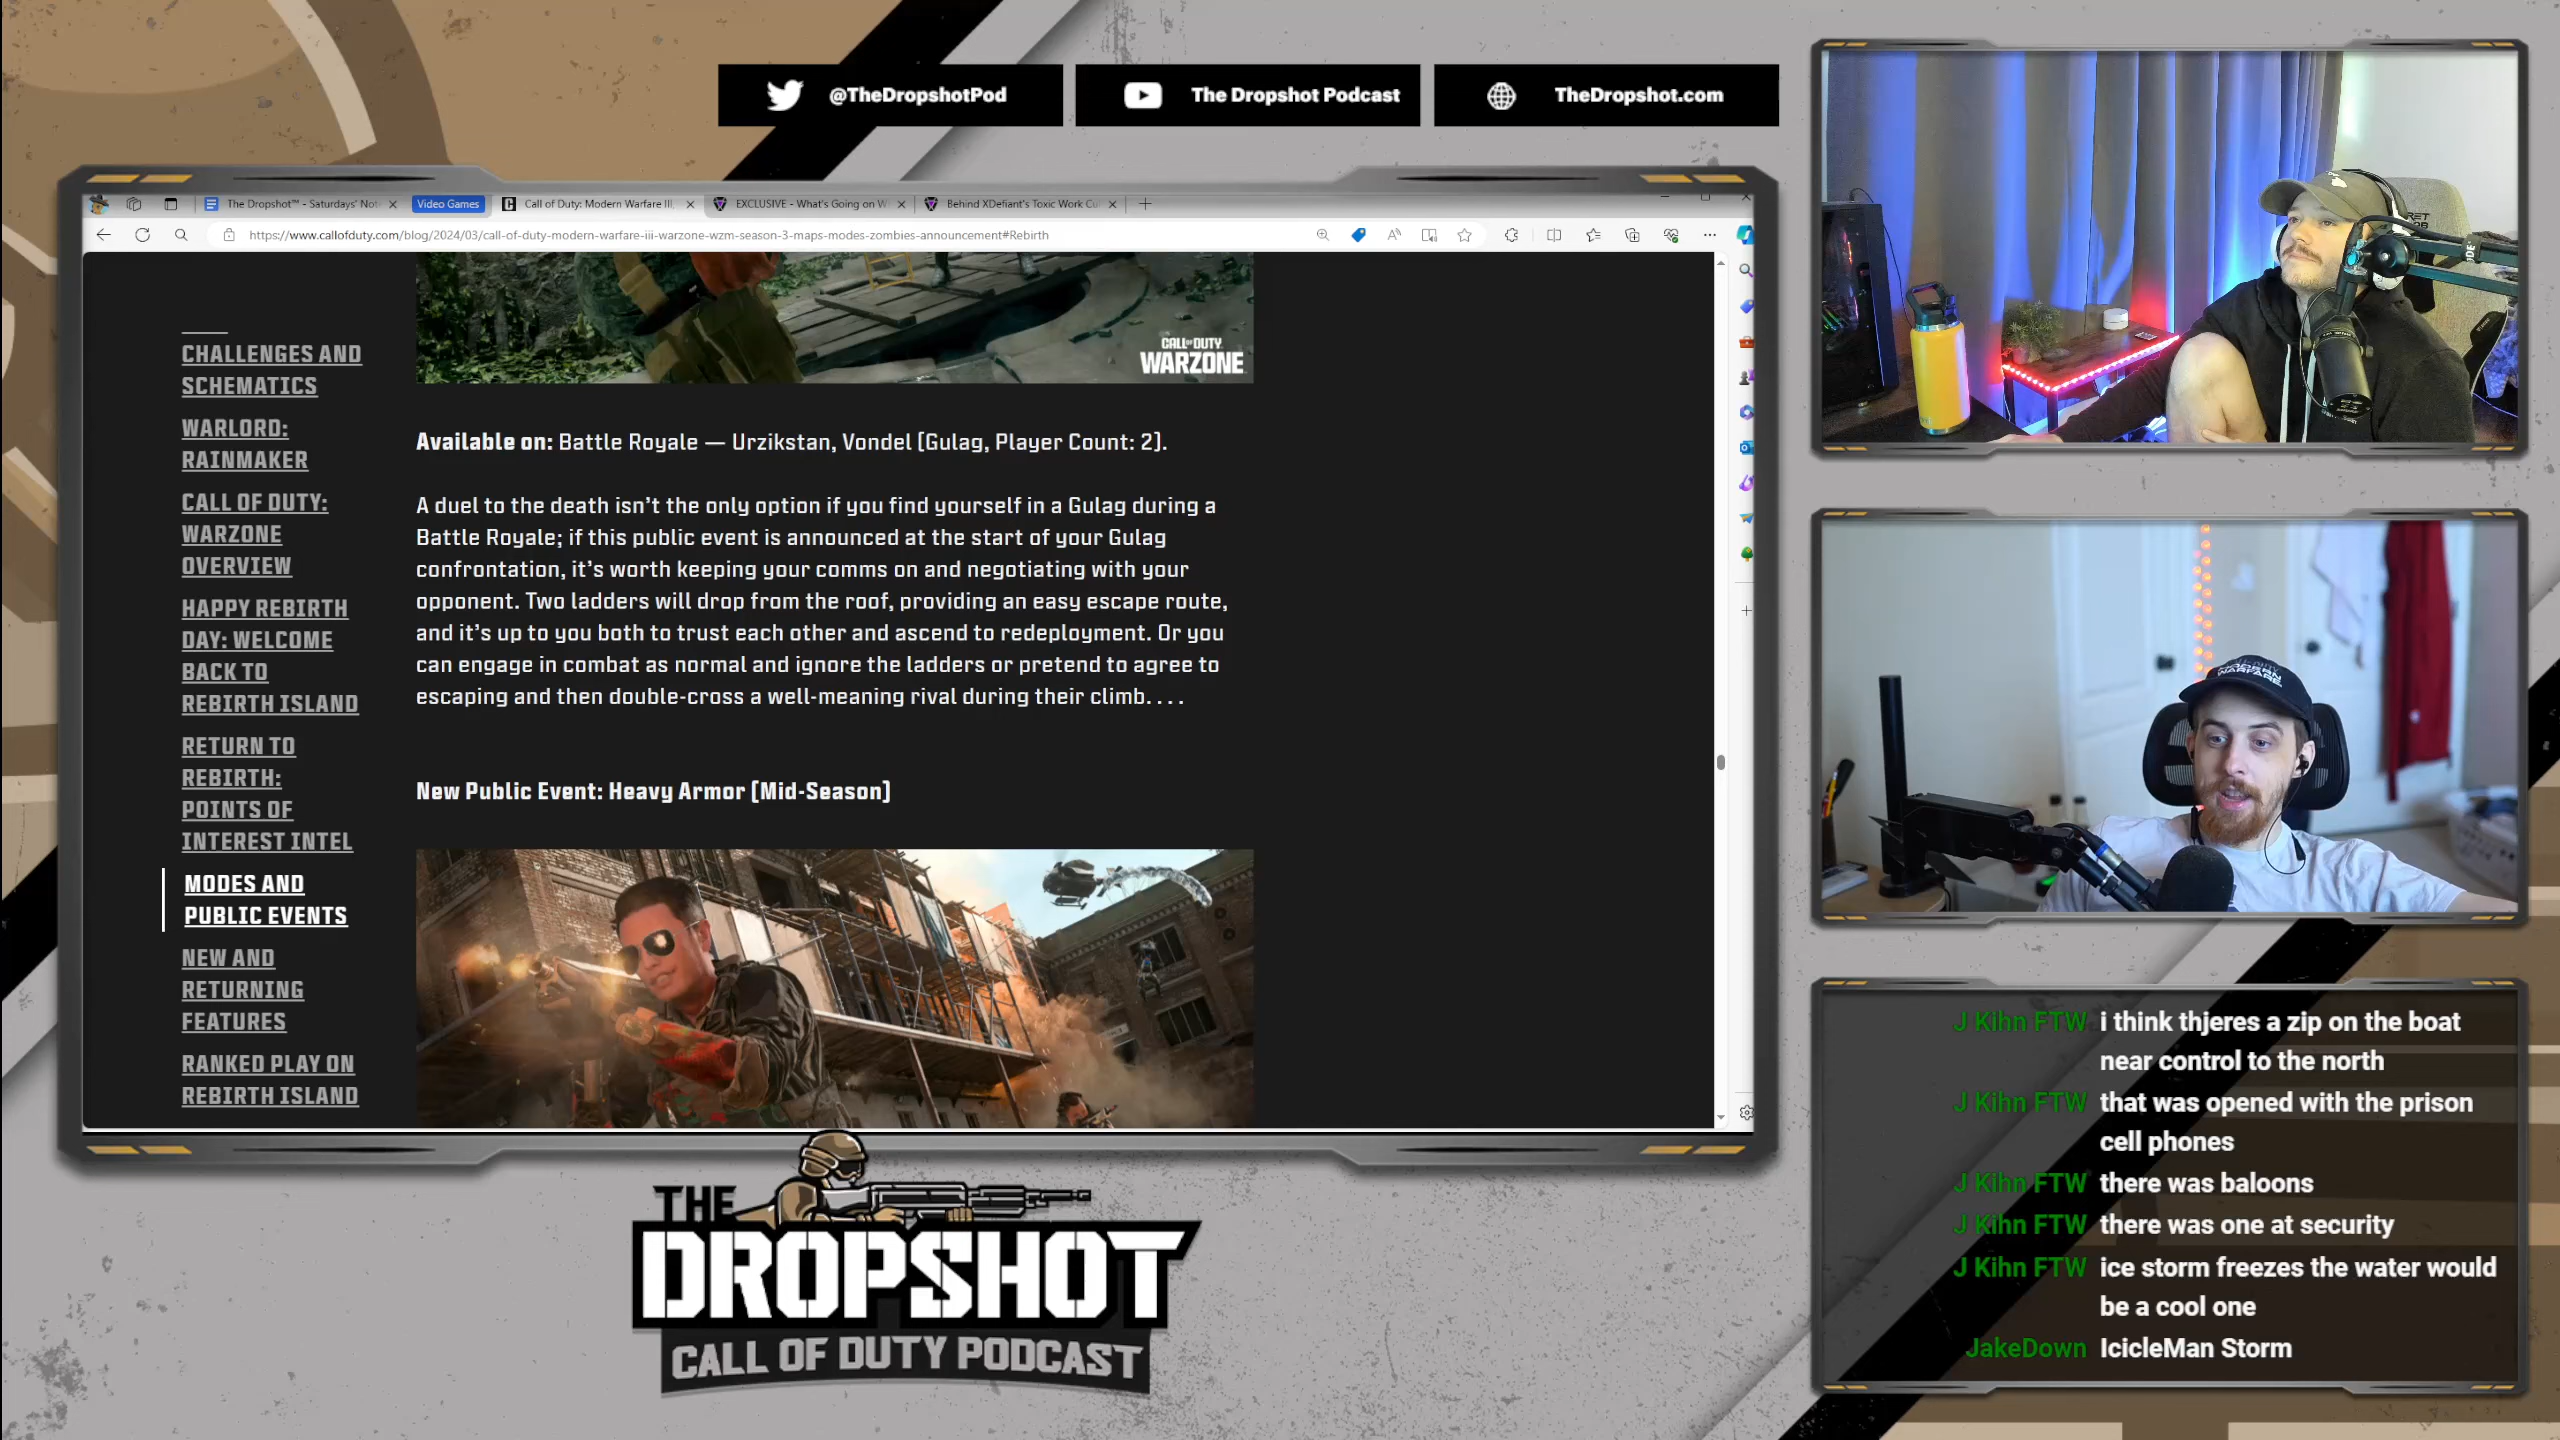 @TheDropshotPod
The Dropshot Podcast
TheDropshot.com
The Dropshot™ - Saturdays' Not
Video Games
Call of Duty: Modern Warfare III,
EXCLUSIVE - What's Going on W
Behind XDefiant's Toxic Work Cu
https://www.callofduty.com/blog/2024/03/call-of-duty-modern-warfare-iii-warzone-wzm-season-3-maps-modes-zombies-announcement#Rebirth
CHALLENGES AND
SCHEMATICS
WARLORD:
RAINMAKER
CALL OF DUTY:
WARZONE
OVERVIEW
HAPPY REBIRTH
DAY: WELCOME
BACK TO
REBIRTH ISLAND
RETURN TO
REBIRTH:
POINTS OF
INTEREST INTEL
MODES AND
PUBLIC EVENTS
NEW AND
RETURNING
FEATURES
RANKED PLAY ON
REBIRTH ISLAND
CALL OF DUTY
WARZONE
Available on: Battle Royale — Urzikstan, Vondel [Gulag, Player Count: 2].
A duel to the death isn't the only option if you find yourself in a Gulag during a
Battle Royale; if this public event is announced at the start of your Gulag
confrontation, it's worth keeping your comms on and negotiating with your
opponent. Two ladders will drop from the roof, providing an easy escape route,
and it's up to you both to trust each other and ascend to redeployment. Or you
can engage in combat as normal and ignore the ladders or pretend to agree to
escaping and then double-cross a well-meaning rival during their climb. . . .
New Public Event: Heavy Armor [Mid-Season]
MODERN
WARFARE
J Kihn FTW i think thjeres a zip on the boat
near control to the north
J Kihn FTW that was opened with the prison
cell phones
J Kihn FTW there was baloons
J Kihn FTW there was one at security
J Kihn FTW ice storm freezes the water would
be a cool one
JakeDown IcicleMan Storm
THE
DROPSHOT
CALL OF DUTY PODCAST